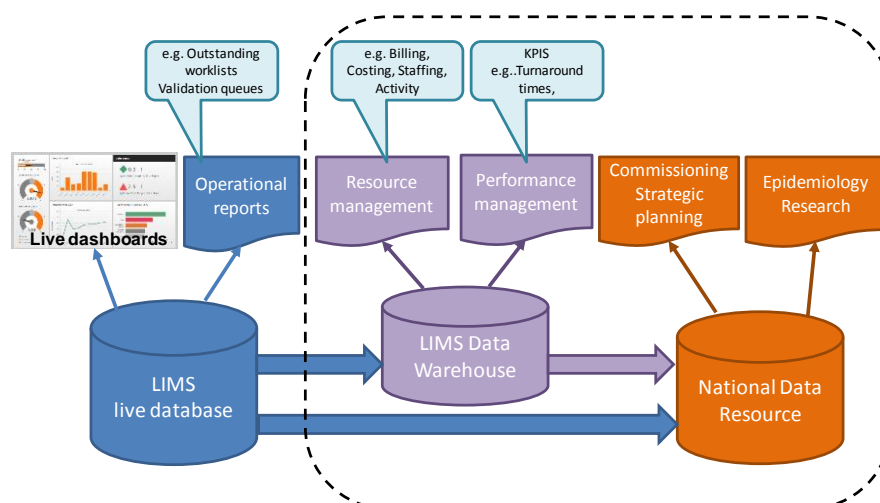 e.g. Outstanding
worklists
Validation queues
e.g. Billing,
Costing, Staffing,
Activity
KPIS
e.g..Turnaround
times,
Live dashboards
Operational
reports
Resource
management
Performance
management
Commissioning
Strategic
planning
Epidemiology
Research
LIMS
live database
LIMS Data
Warehouse
National Data
Resource